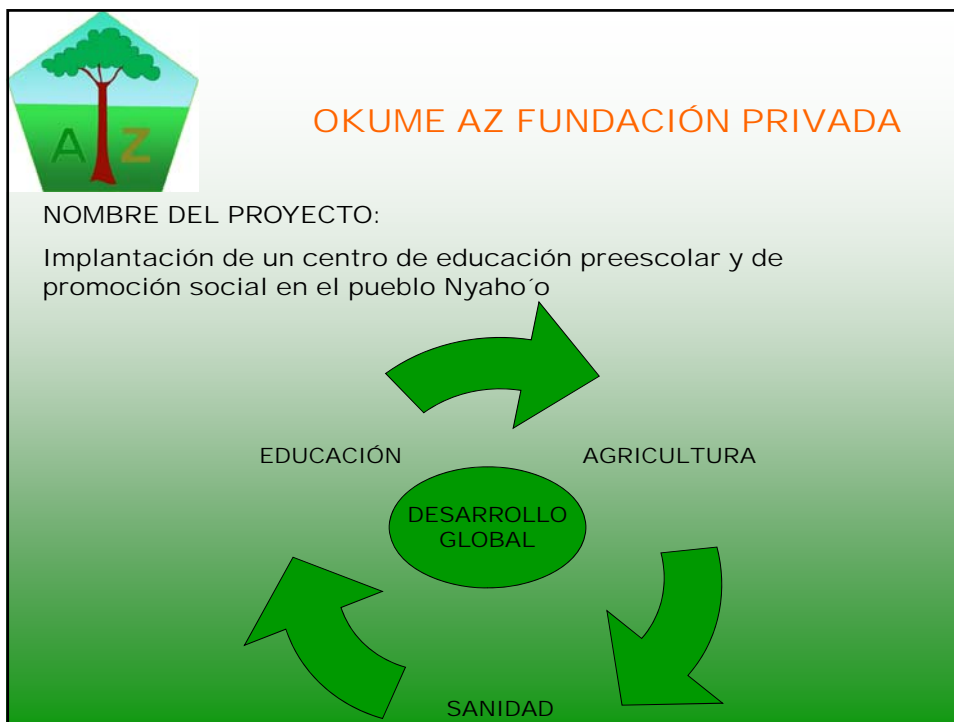 A Z
OKUME AZ FUNDACIÓN PRIVADA
NOMBRE DEL PROYECTO:
Implantación de un centro de educación preescolar y de
promoción social en el pueblo Nyaho´o
EDUCACIÓN
AGRICULTURA
DESARROLLO
GLOBAL
SANIDAD